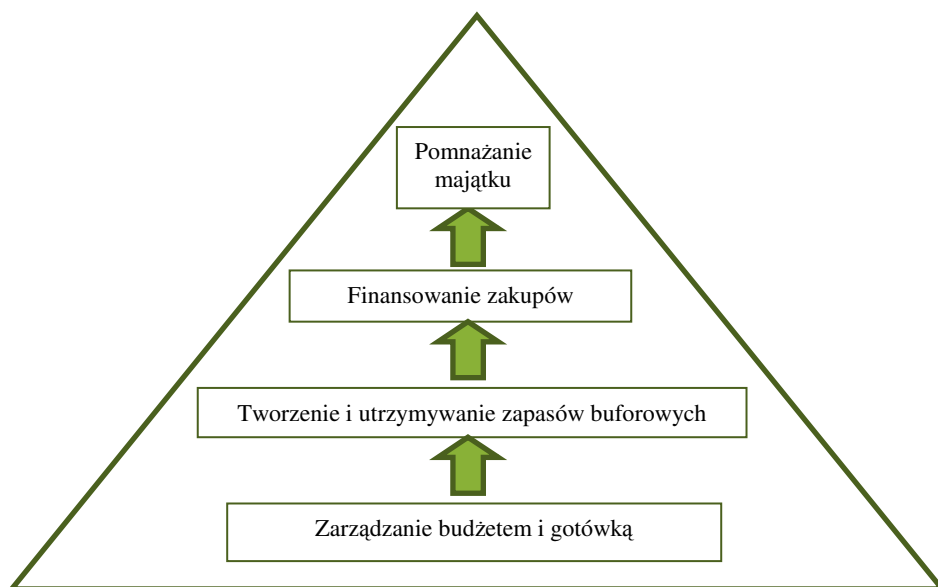 Pomnażanie
majątku
Finansowanie zakupów
Tworzenie i utrzymywanie zapasów buforowych
Zarządzanie budżetem i gotówką